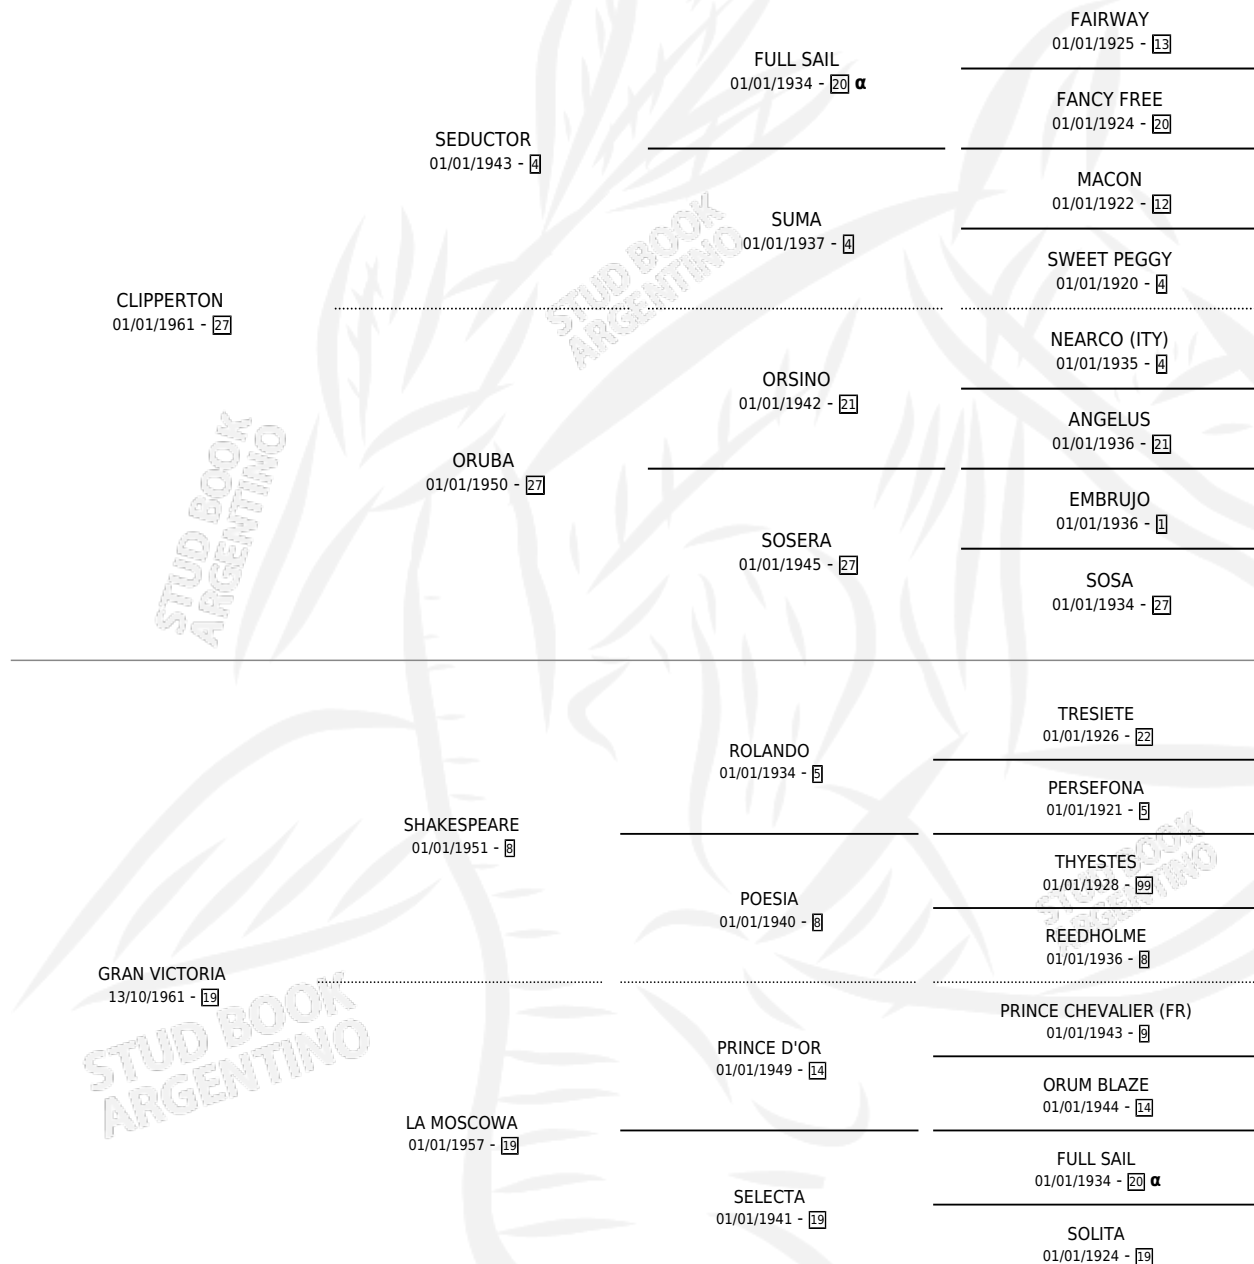 FAIRWAY
01/01/1925 - 13
FULL SAIL
01/01/1934 - 20 α
FANCY FREE
01/01/1924 - 20
SEDUCTOR
01/01/1943 - 4
MACON
01/01/1922 - 12
SUMA
01/01/1937 - 4
SWEET PEGGY
01/01/1920 - 4
CLIPPERTON
01/01/1961 - 27
NEARCO (ITY)
01/01/1935 - 4
ORSINO
01/01/1942 - 21
ANGELUS
01/01/1936 - 21
ORUBA
01/01/1950 - 27
EMBRUJO
01/01/1936 - 1
SOSERA
01/01/1945 - 27
SOSA
01/01/1934 - 27
TRESIETE
01/01/1926 - 22
ROLANDO
01/01/1934 - 5
PERSEFONA
01/01/1921 - 5
SHAKESPEARE
01/01/1951 - 8
THYESTES
01/01/1928 - 99
POESIA
01/01/1940 - 8
REEDHOLME
01/01/1936 - 8
GRAN VICTORIA
13/10/1961 - 19
PRINCE CHEVALIER (FR)
01/01/1943 - 9
PRINCE D'OR
01/01/1949 - 14
ORUM BLAZE
01/01/1944 - 14
LA MOSCOWA
01/01/1957 - 19
FULL SAIL
01/01/1934 - 20 α
SELECTA
01/01/1941 - 19
SOLITA
01/01/1924 - 19
STUD BOOK
ARGENTINO
STUD BOOK
ARGENTINO
STUD BOOK
ARGENTINO
STUD BOOK
ARGENTINO